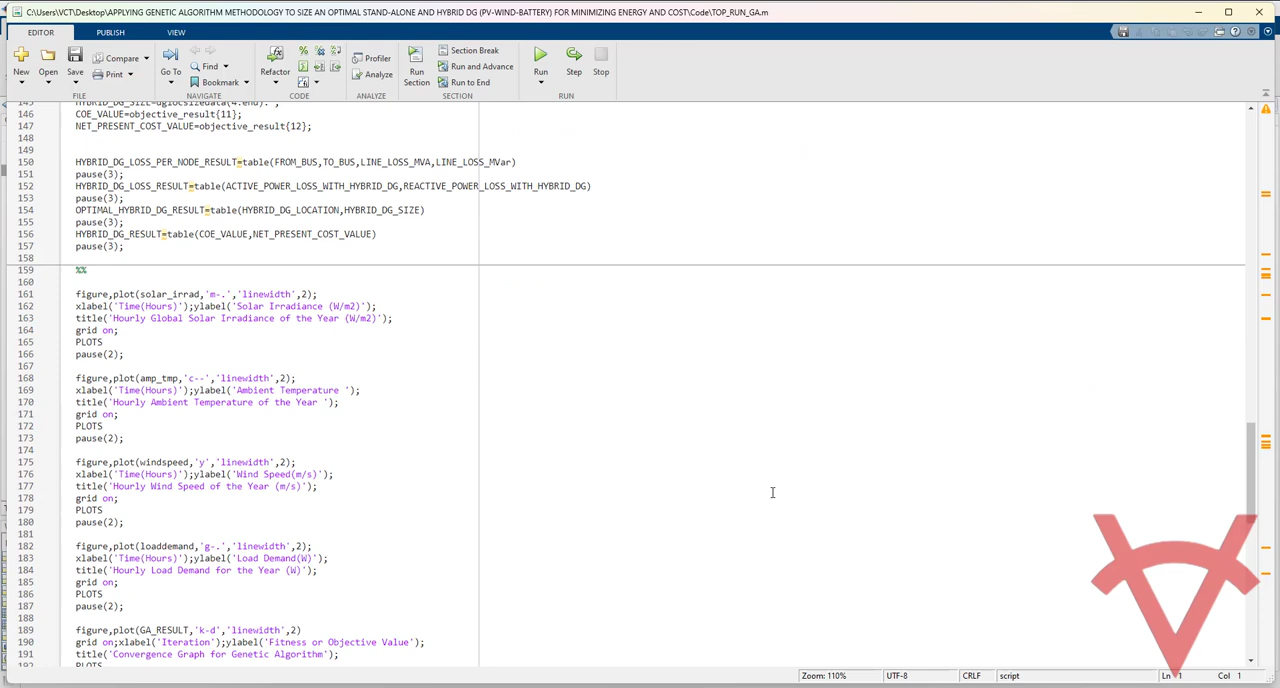 C:\Users\VCT\Desktop\APPLYING GENETIC ALGORITHM METHODOLOGY TO SIZE AN OPTIMAL STAND-ALONE AND HYBRID DG (PV-WIND-BATTERY) FOR MINIMIZING ENERGY AND COST\Code\TOP_RUN_GA.m
EDITOR PUBLISH VIEW
New Open Save Compare Print Go To Find Bookmark Refactor Profiler Analyze Run Section Section Break Run and Advance Run to End Run Step Stop
FILE NAVIGATE CODE ANALYZE SECTION RUN
145 HYBRID_DG_SIZE=dglocsizedata(4:end).';
146 COE_VALUE=objective_result{11};
147 NET_PRESENT_COST_VALUE=objective_result{12};
148
149
150 HYBRID_DG_LOSS_PER_NODE_RESULT=table(FROM_BUS,TO_BUS,LINE_LOSS_MVA,LINE_LOSS_MVar)
151 pause(3);
152 HYBRID_DG_LOSS_RESULT=table(ACTIVE_POWER_LOSS_WITH_HYBRID_DG,REACTIVE_POWER_LOSS_WITH_HYBRID_DG)
153 pause(3);
154 OPTIMAL_HYBRID_DG_RESULT=table(HYBRID_DG_LOCATION,HYBRID_DG_SIZE)
155 pause(3);
156 HYBRID_DG_RESULT=table(COE_VALUE,NET_PRESENT_COST_VALUE)
157 pause(3);
158
159 %%
160
161 figure,plot(solar_irrad,'m-.','linewidth',2);
162 xlabel('Time(Hours)');ylabel('Solar Irradiance (W/m2)');
163 title('Hourly Global Solar Irradiance of the Year (W/m2)');
164 grid on;
165 PLOTS
166 pause(2);
167
168 figure,plot(amp_tmp,'c--','linewidth',2);
169 xlabel('Time(Hours)');ylabel('Ambient Temperature ');
170 title('Hourly Ambient Temperature of the Year ');
171 grid on;
172 PLOTS
173 pause(2);
174
175 figure,plot(windspeed,'y','linewidth',2);
176 xlabel('Time(Hours)');ylabel('Wind Speed(m/s)');
177 title('Hourly Wind Speed of the Year (m/s)');
178 grid on;
179 PLOTS
180 pause(2);
181
182 figure,plot(loaddemand,'g-.','linewidth',2);
183 xlabel('Time(Hours)');ylabel('Load Demand(W)');
184 title('Hourly Load Demand for the Year (W)');
185 grid on;
186 PLOTS
187 pause(2);
188
189 figure,plot(GA_RESULT,'k-d','linewidth',2)
190 grid on;xlabel('Iteration');ylabel('Fitness or Objective Value');
191 title('Convergence Graph for Genetic Algorithm');
192 PLOTS
Zoom: 110% UTF-8 CRLF script Ln 1 Col 1